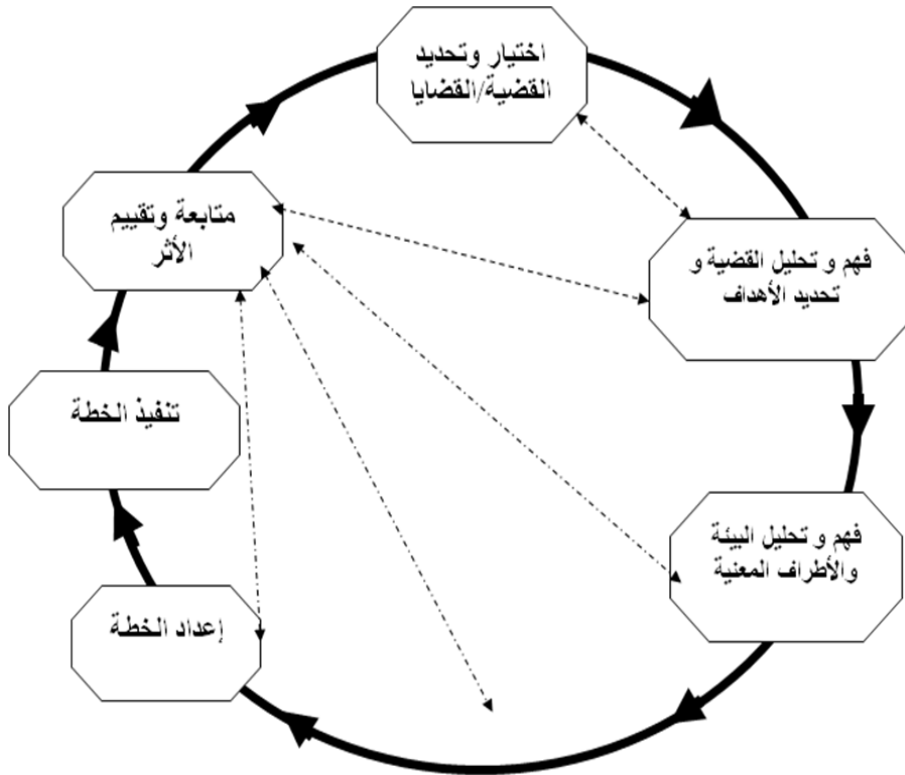 اختيار وتحديد
القضية/القضايا
فهم و تحليل القضية و
تحديد الأهداف
فهم و تحليل البيئة
والأطراف المعنية
إعداد الخطة
تنفيذ الخطة
متابعة وتقييم
الأثر